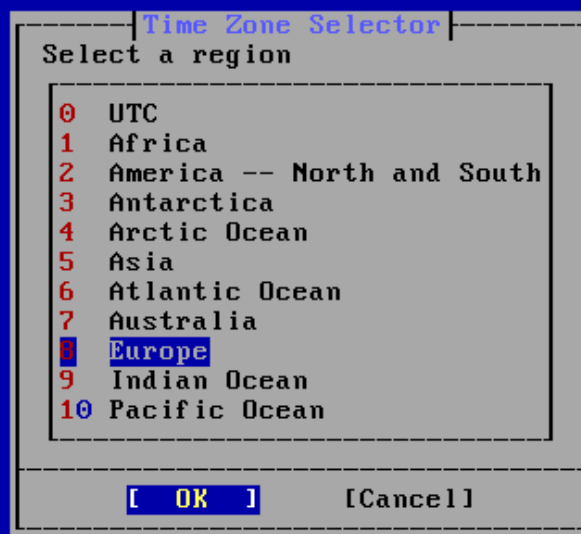 Time Zone Selector
Select a region
0 UTC
1 Africa
2 America -- North and South
3 Antarctica
4 Arctic Ocean
5 Asia
6 Atlantic Ocean
7 Australia
8 Europe
9 Indian Ocean
10 Pacific Ocean
[ OK ] [Cancel]